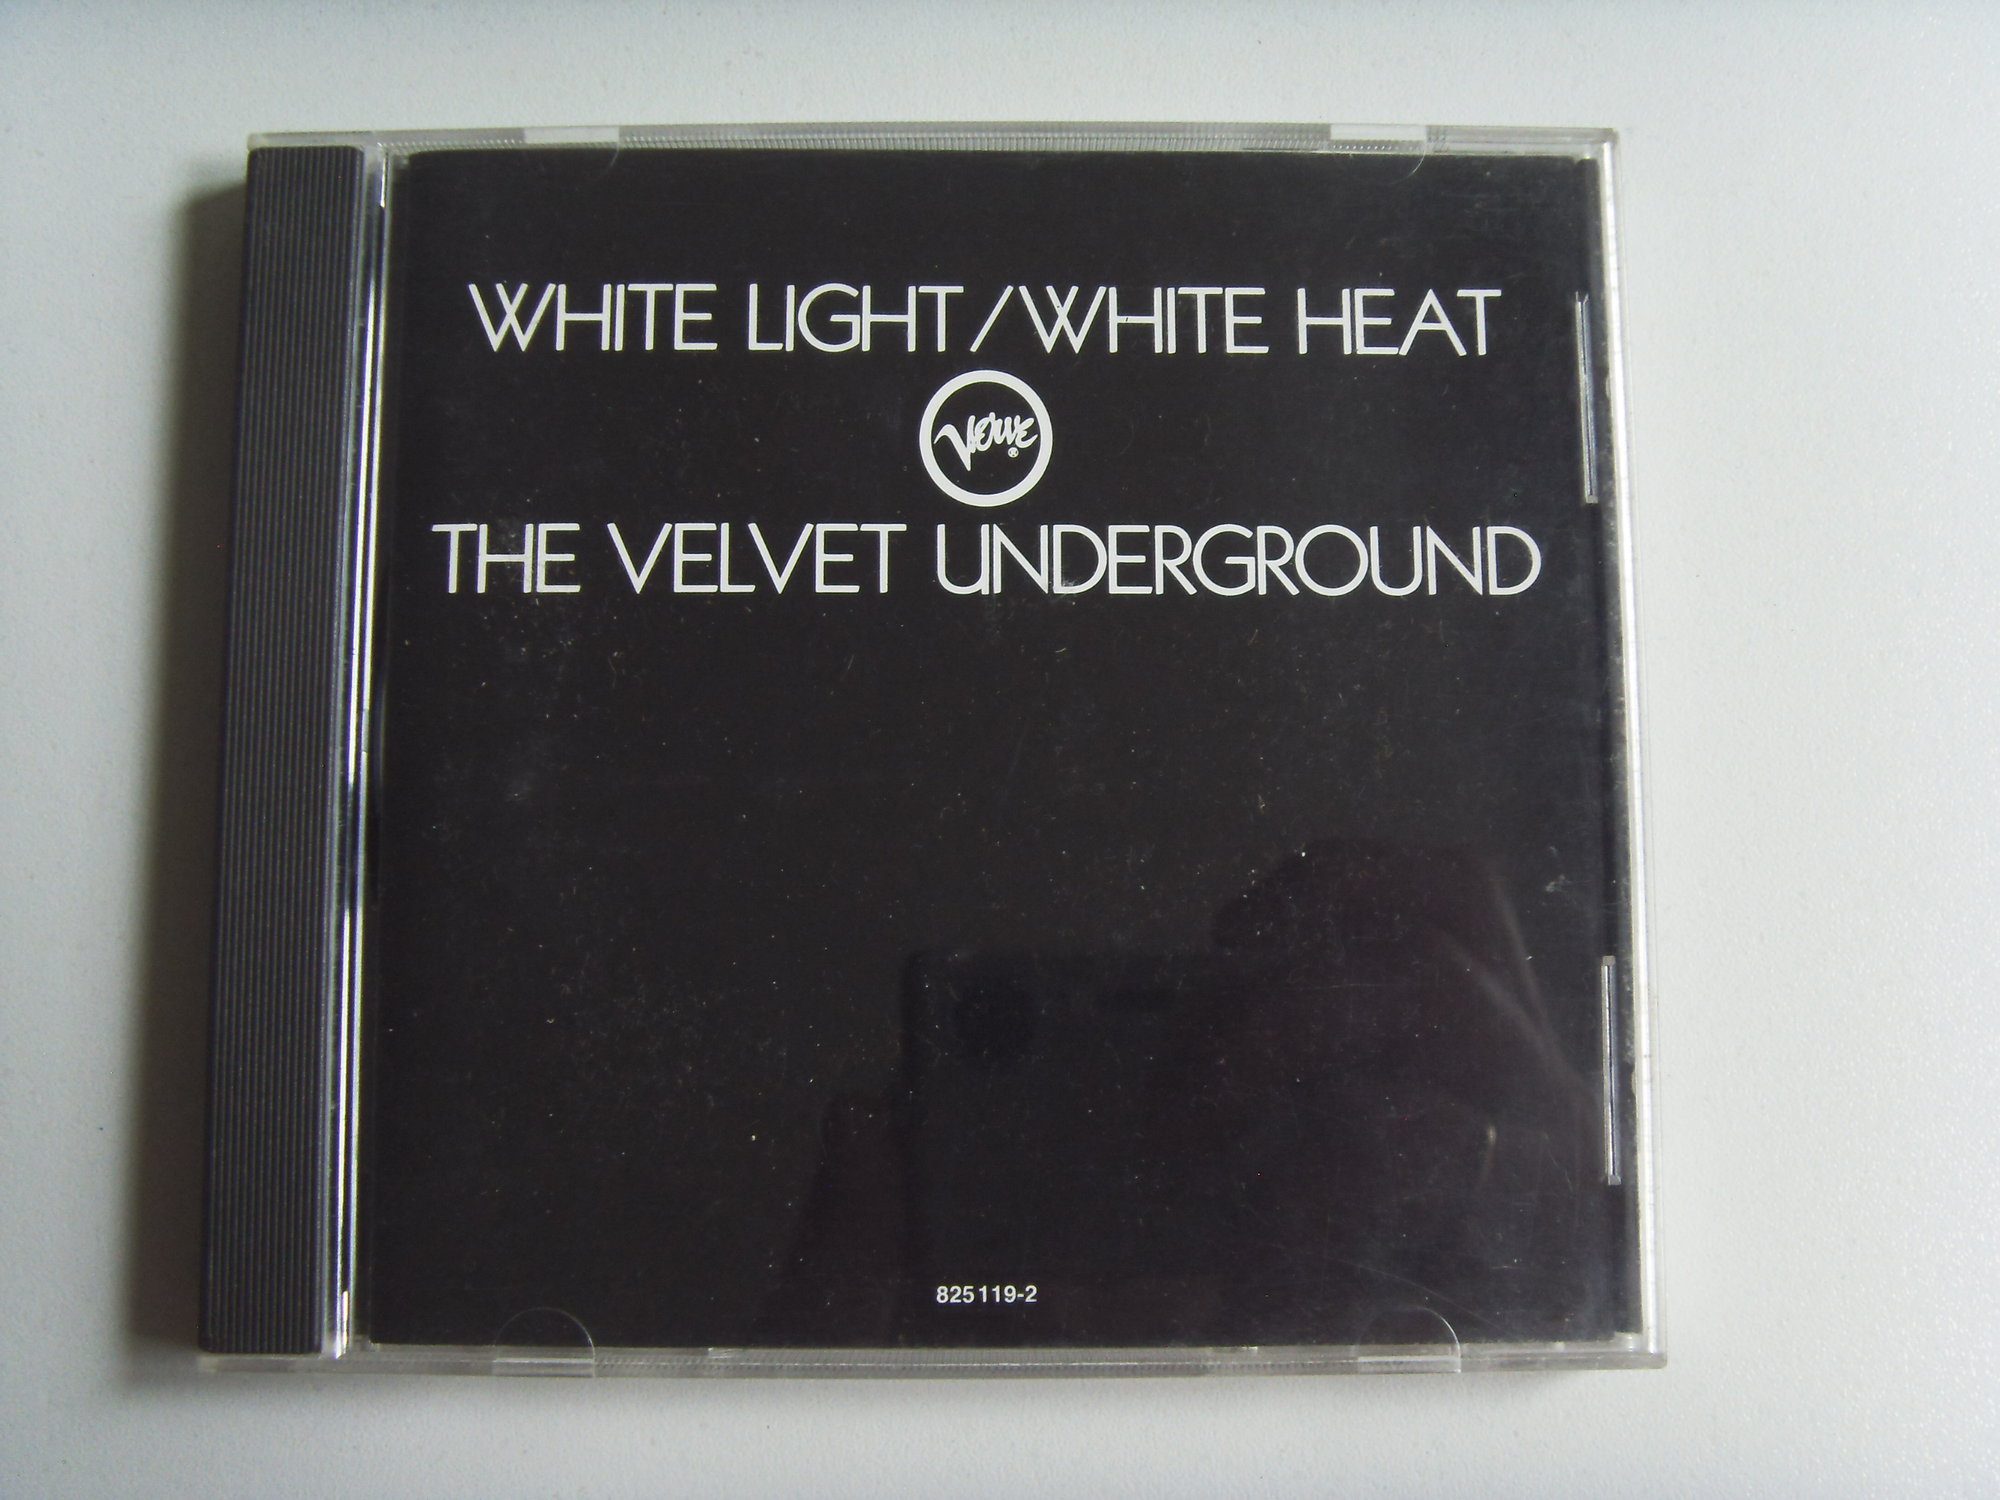 WHITE LIGHT/WHITE HEAT
Verve®
THE VELVET UNDERGROUND
825 119-2